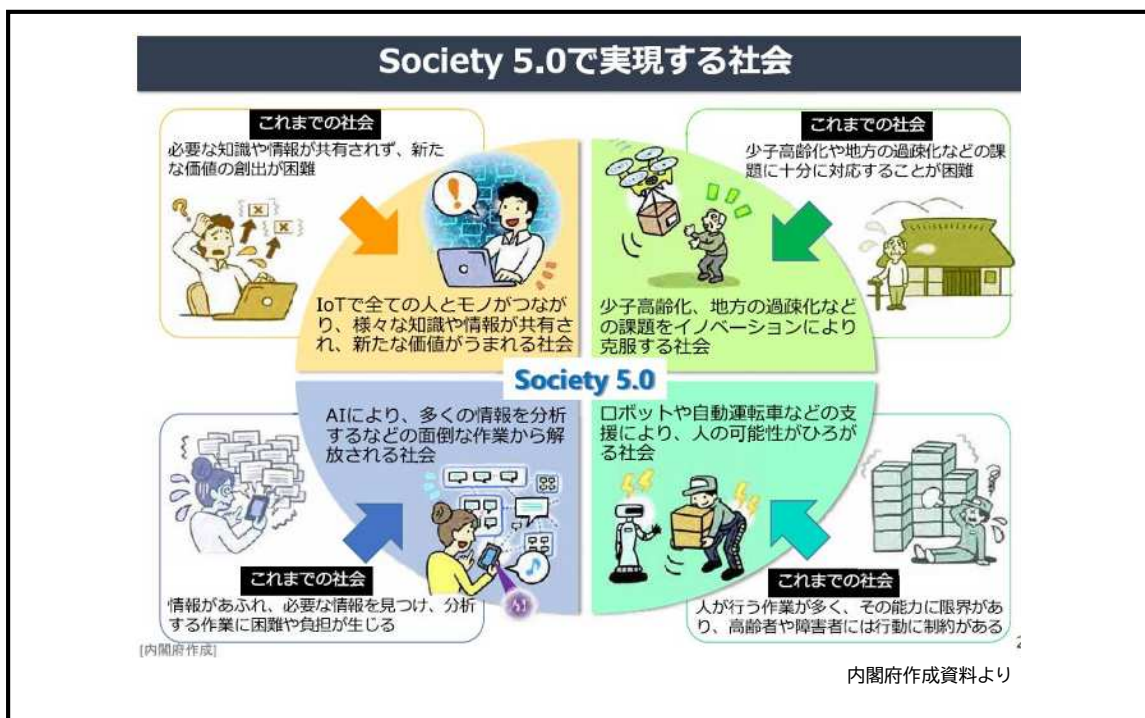 Society 5.0で実現する社会
これまでの社会
必要な知識や情報が共有されず、新た
な価値の創出が困難
IoTで全ての人とモノがつなが
り、様々な知識や情報が共有さ
れ、新たな価値がうまれる社会
これまでの社会
少子高齢化や地方の過疎化などの課
題に十分に対応することが困難
少子高齢化、地方の過疎化など
の課題をイノベーションにより
克服する社会
Society 5.0
AIにより、多くの情報を分析
するなどの面倒な作業から解
放される社会
AI
これまでの社会
情報があふれ、必要な情報を見つけ、分析
する作業に困難や負担が生じる
ロボットや自動運転車などの支
援により、人の可能性がひろが
る社会
これまでの社会
人が行う作業が多く、その能力に限界があ
り、高齢者や障害者には行動に制約がある
[内閣府作成]
2
内閣府作成資料より